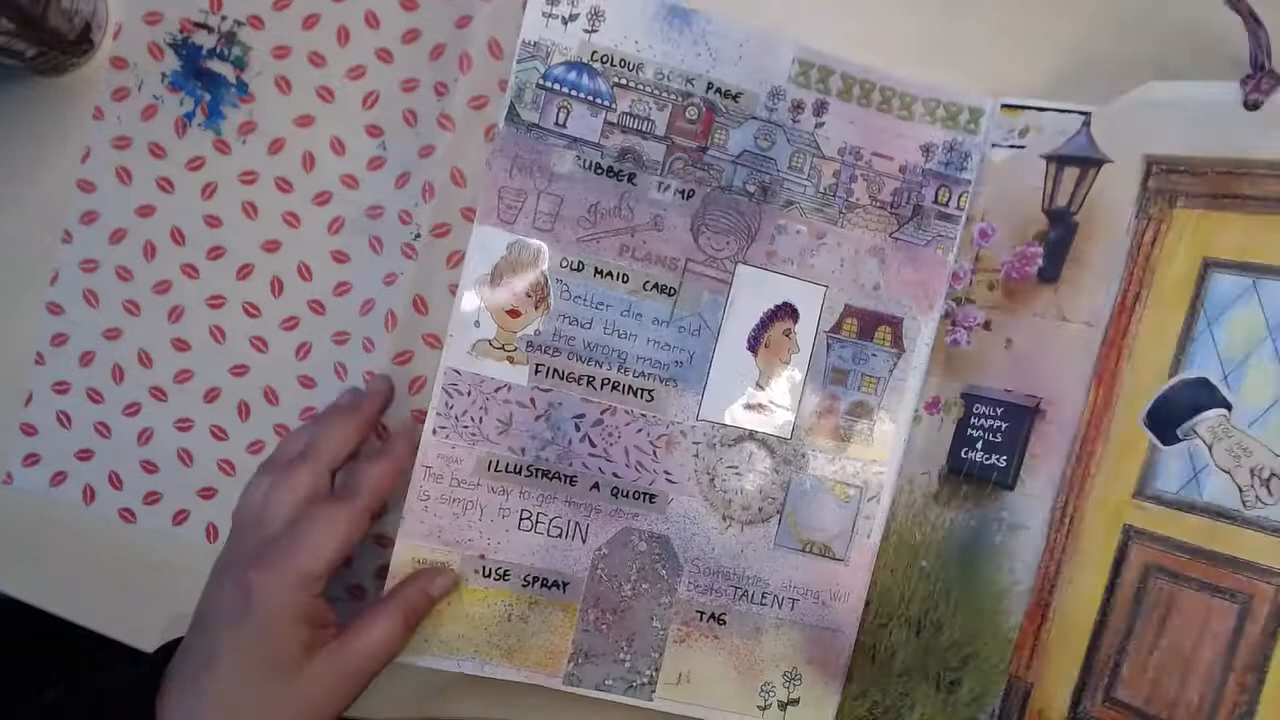 COLOUR BOOK PAGE
RUBBER STAMP
goals
PLANS
OLD MAID CARD
"Better die an old
maid than marry
the wrong man"
BARB OWEN'S RELATIVES
FINGERPRINTS
FRIDAY
ILLUSTRATE A QUOTE
The best way to get things done
is simply to BEGIN
USE SPRAY
Sometimes strong will
beats TALENT
TAG
ONLY
HAPPY
MAILS
&
CHECKS